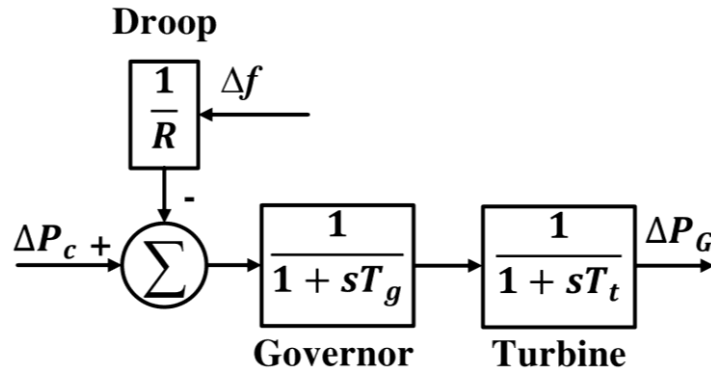 Droop
1
R
Δf
-
ΔP_c +
Σ
1
1 + sT_g
1
1 + sT_t
ΔP_G
Governor
Turbine